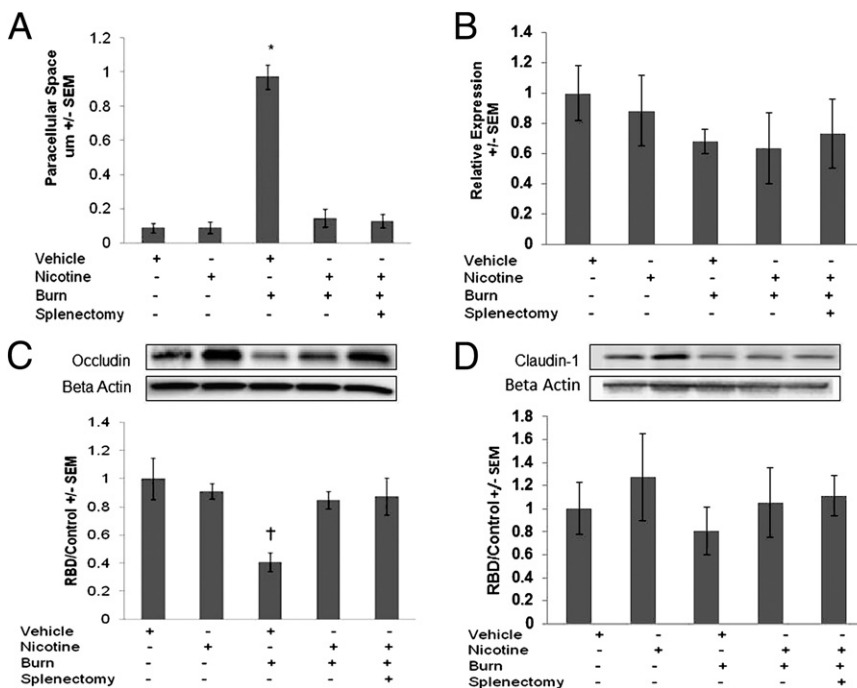 A
Paracellular Space
um +/- SEM
1.2
1
0.8
0.6
0.4
0.2
0
*
Vehicle + - + - -
Nicotine - + - + +
Burn - - + + +
Splenectomy - - - - +
B
Relative Expression
+/- SEM
1.4
1.2
1
0.8
0.6
0.4
0.2
0
Vehicle + - + - -
Nicotine - + - + +
Burn - - + + +
Splenectomy - - - - +
C
Occludin
Beta Actin
RBD/Control +/- SEM
1.4
1.2
1
0.8
0.6
0.4
0.2
0
†
Vehicle + - + - -
Nicotine - + - + +
Burn - - + + +
Splenectomy - - - - +
D
Claudin-1
Beta Actin
RBD/Control +/- SEM
1.8
1.6
1.4
1.2
1
0.8
0.6
0.4
0.2
0
Vehicle + - + - -
Nicotine - + - + +
Burn - - + + +
Splenectomy - - - - +